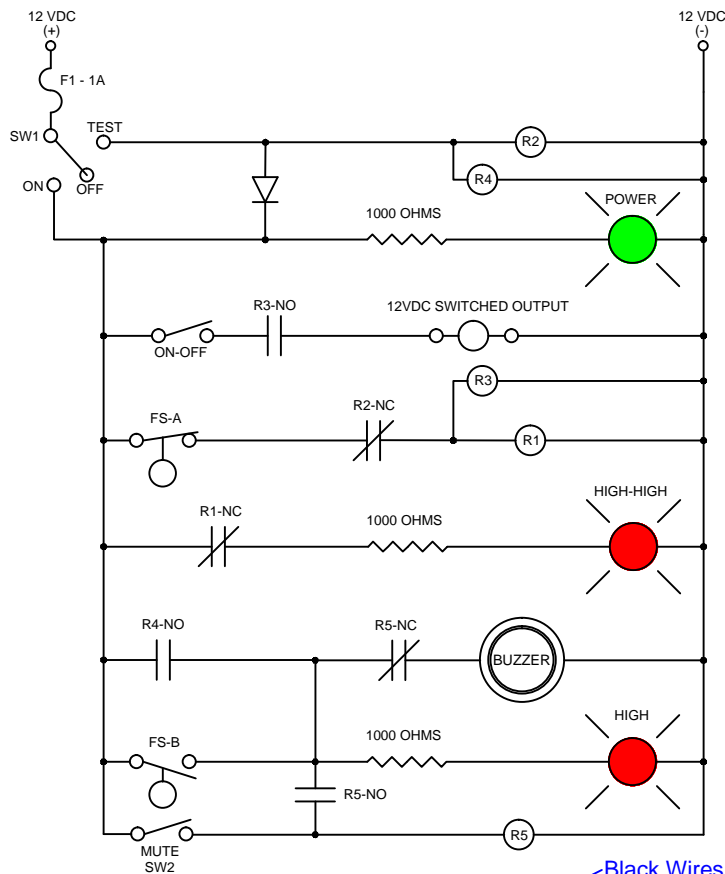 12 VDC
(+)
12 VDC
(-)
F1 - 1A
SW1
TEST
ON
OFF
R2
R4
POWER
1000 OHMS
R3-NO
12VDC SWITCHED OUTPUT
ON-OFF
R3
FS-A
R2-NC
R1
HIGH-HIGH
R1-NC
1000 OHMS
R4-NO
R5-NC
BUZZER
HIGH
FS-B
1000 OHMS
R5-NO
MUTE
SW2
R5
<Black Wires